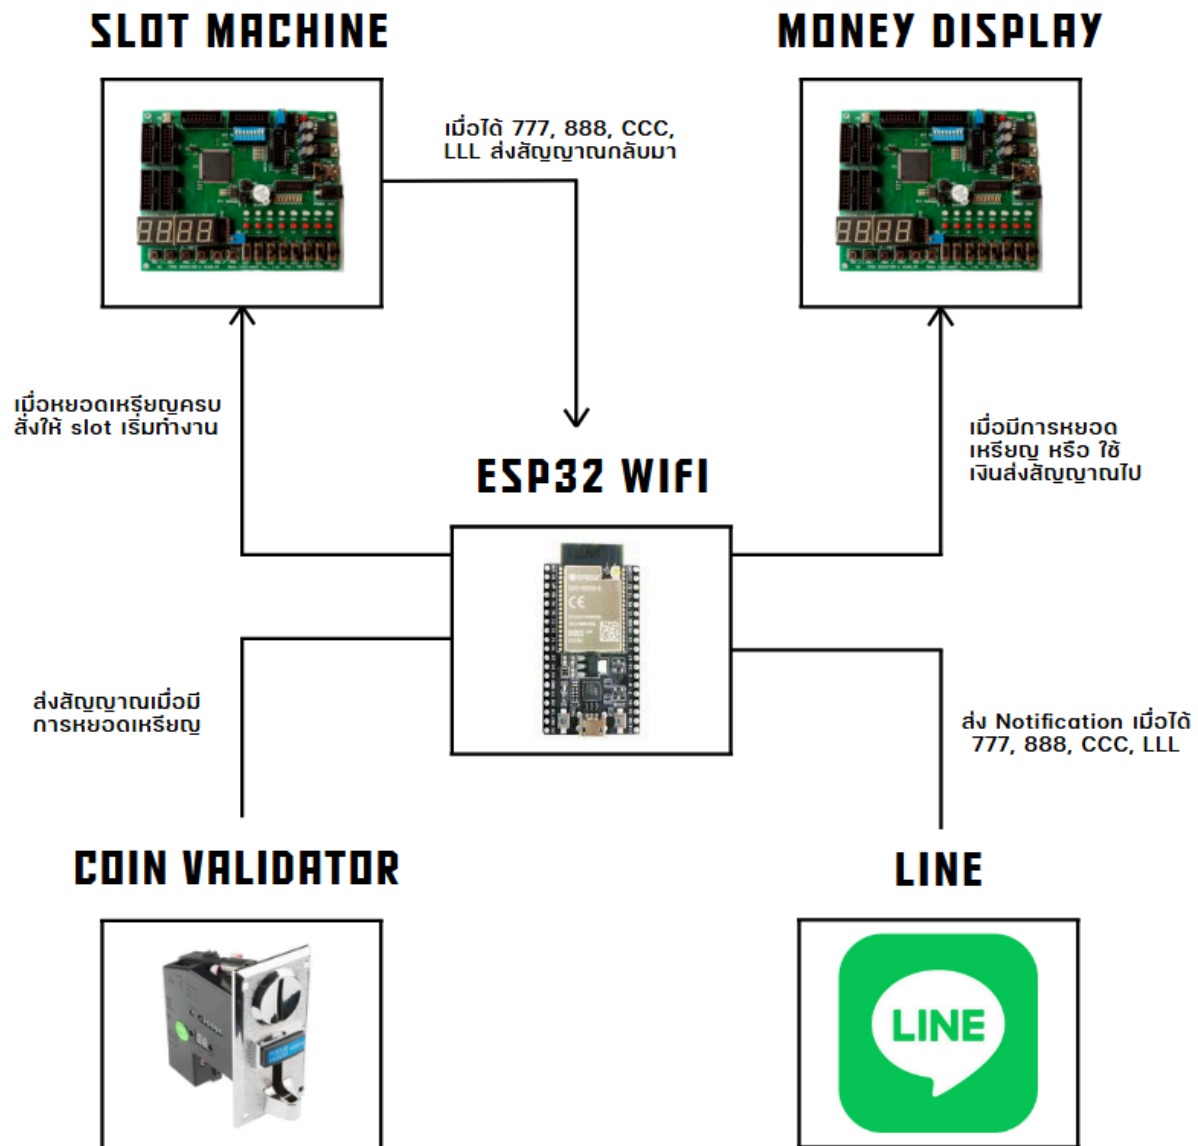 SLOT MACHINE
MONEY DISPLAY
เมื่อได้ 777, 888, CCC,
LLL ส่งสัญญาณกลับมา
เมื่อหยอดเหรียญครบ
สั่งให้ slot เริ่มทำงาน
เมื่อมีการหยอด
เหรียญ หรือ ใช้
เงินส่งสัญญาณไป
ESP32 WIFI
CE
ส่งสัญญาณเมื่อมี
การหยอดเหรียญ
ส่ง Notification เมื่อได้
777, 888, CCC, LLL
COIN VALIDATOR
LINE
LINE